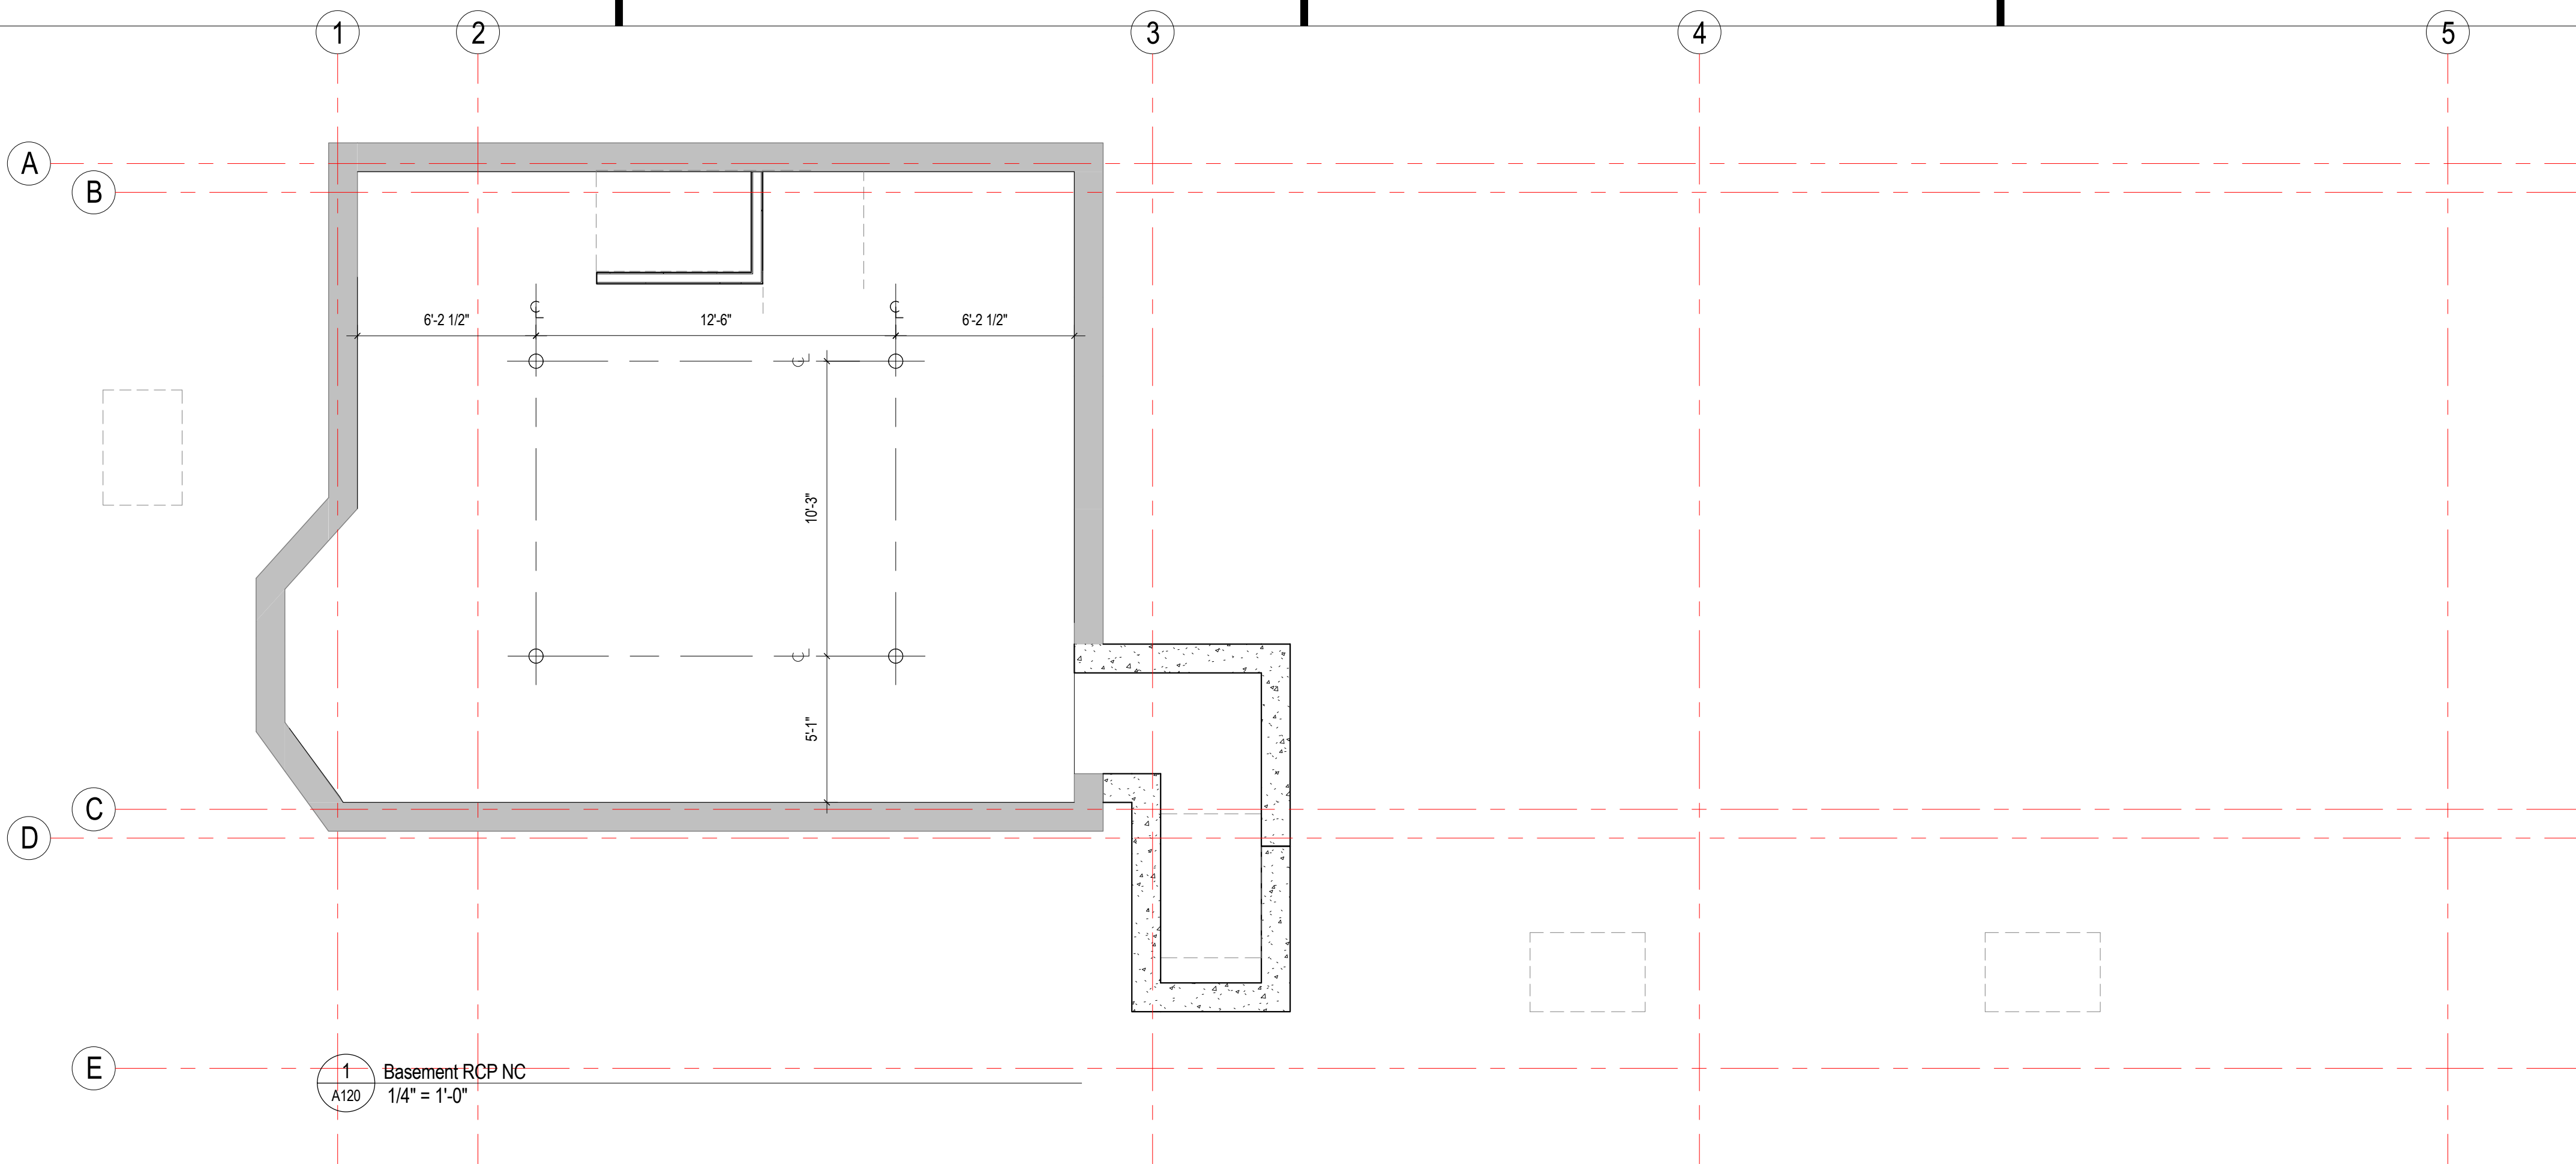 1
2
3
4
5
A
B
℄
℄
6'-2 1/2"
12'-6"
6'-2 1/2"
℄
10'-3"
℄
5'-1"
C
D
E
1
Basement RCP NC
A120
1/4" = 1'-0"